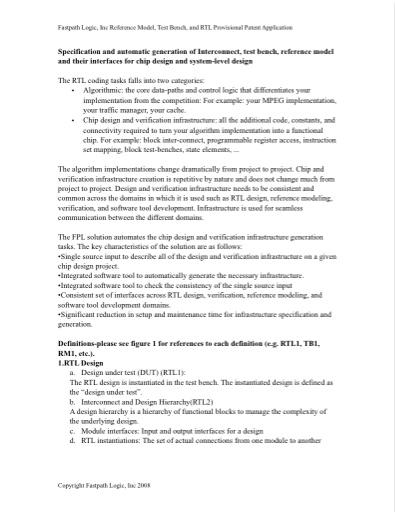 Fastpath Logic, Inc Reference Model, Test Bench, and RTL Provisional Patent Application
Specification and automatic generation of Interconnect, test bench, reference model
and their interfaces for chip design and system-level design
The RTL coding tasks falls into two categories:
• Algorithmic: the core data-paths and control logic that differentiates your
implementation from the competition: For example: your MPEG implementation,
your traffic manager, your cache.
• Chip design and verification infrastructure: all the additional code, constants, and
connectivity required to turn your algorithm implementation into a functional
chip. For example: block inter-connect, programmable register access, instruction
set mapping, block test-benches, state elements, ...
The algorithm implementations change dramatically from project to project. Chip and
verification infrastructure creation is repetitive by nature and does not change much from
project to project. Design and verification infrastructure needs to be consistent and
common across the domains in which it is used such as RTL design, reference modeling,
verification, and software tool development. Infrastructure is used for seamless
communication between the different domains.
The FPL solution automates the chip design and verification infrastructure generation
tasks. The key characteristics of the solution are as follows:
•Single source input to describe all of the design and verification infrastructure on a given
chip design project.
•Integrated software tool to automatically generate the necessary infrastructure.
•Integrated software tool to check the consistency of the single source input
•Consistent set of interfaces across RTL design, verification, reference modeling, and
software tool development domains.
•Significant reduction in setup and maintenance time for infrastructure specification and
generation.
Definitions-please see figure 1 for references to each definition (e.g. RTL1, TB1,
RM1, etc.).
1.RTL Design
a. Design under test (DUT) (RTL1):
The RTL design is instantiated in the test bench. The instantiated design is defined as
the “design under test”.
b. Interconnect and Design Hierarchy(RTL2)
A design hierarchy is a hierarchy of functional blocks to manage the complexity of
the underlying design.
c. Module interfaces: Input and output interfaces for a design
d. RTL instantiations: The set of actual connections from one module to another
Copyright Fastpath Logic, Inc 2008